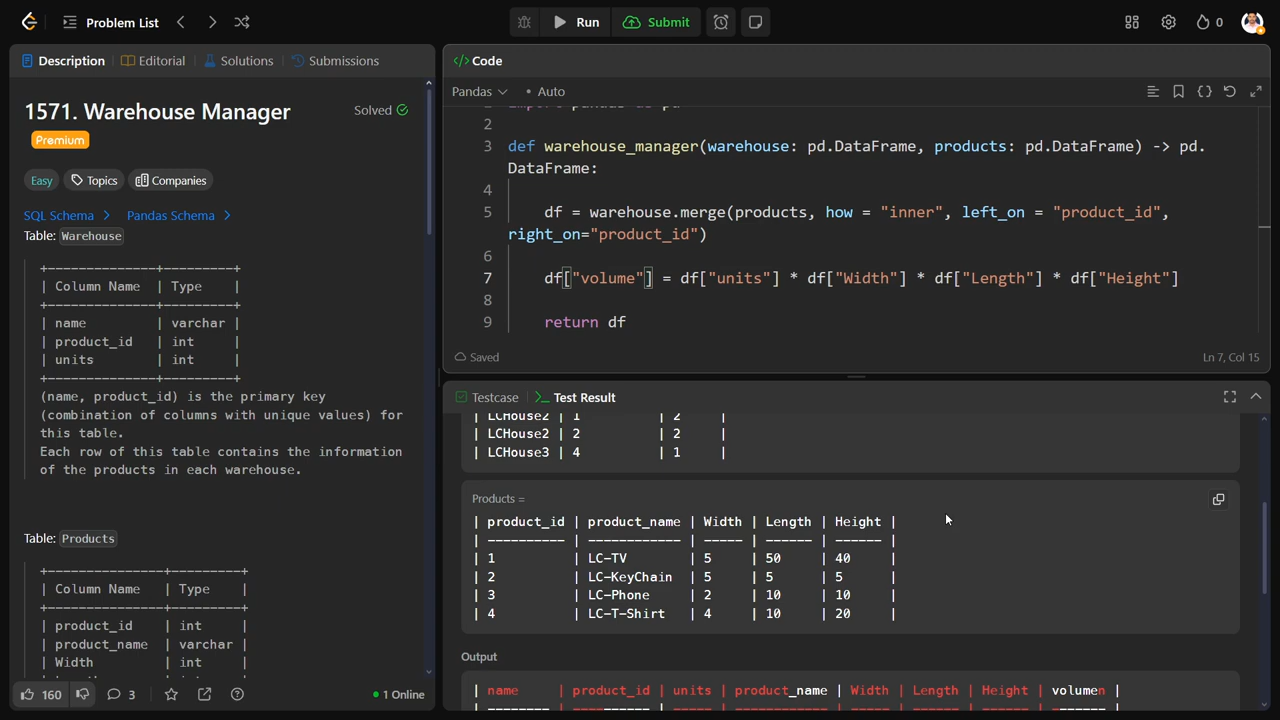 Problem List
Run
Submit
0
Description
Editorial
Solutions
Submissions
1571. Warehouse Manager
Solved
Premium
Easy
Topics
Companies
SQL Schema >
Pandas Schema >
Table: Warehouse
+--------------+---------+
| Column Name | Type |
+--------------+---------+
| name | varchar |
| product_id | int |
| units | int |
+--------------+---------+
(name, product_id) is the primary key
(combination of columns with unique values) for
this table.
Each row of this table contains the information
of the products in each warehouse.
Table: Products
+---------------+---------+
| Column Name | Type |
+---------------+---------+
| product_id | int |
| product_name | varchar |
| Width | int |
160
3
1 Online
</> Code
Pandas
Auto
import pandas as pd
2
3 def warehouse_manager(warehouse: pd.DataFrame, products: pd.DataFrame) -> pd.
DataFrame:
4
5 df = warehouse.merge(products, how = "inner", left_on = "product_id",
right_on="product_id")
6
7 df["volume"] = df["units"] * df["Width"] * df["Length"] * df["Height"]
8
9 return df
Saved
Ln 7, Col 15
Testcase
>_ Test Result
| LCHouse2 | 1 | 2 |
| LCHouse2 | 2 | 2 |
| LCHouse3 | 4 | 1 |
Products =
| product_id | product_name | Width | Length | Height |
| ---------- | ------------ | ----- | ------ | ------ |
| 1 | LC-TV | 5 | 50 | 40 |
| 2 | LC-KeyChain | 5 | 5 | 5 |
| 3 | LC-Phone | 2 | 10 | 10 |
| 4 | LC-T-Shirt | 4 | 10 | 20 |
Output
| name | product_id | units | product_name | Width | Length | Height | volumen |